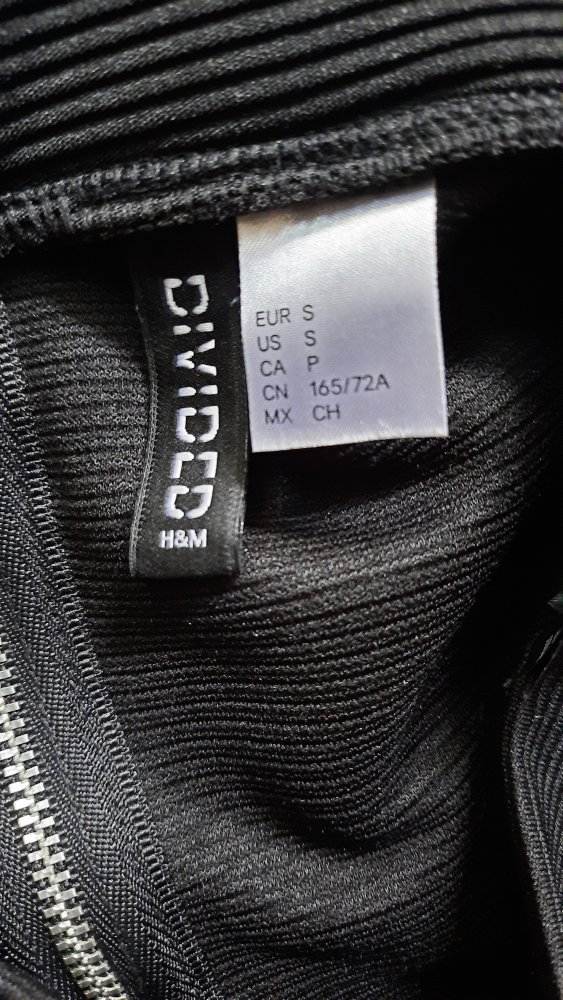 DIVIDED
H&M
EUR S
US S
CA P
CN 165/72A
MX CH